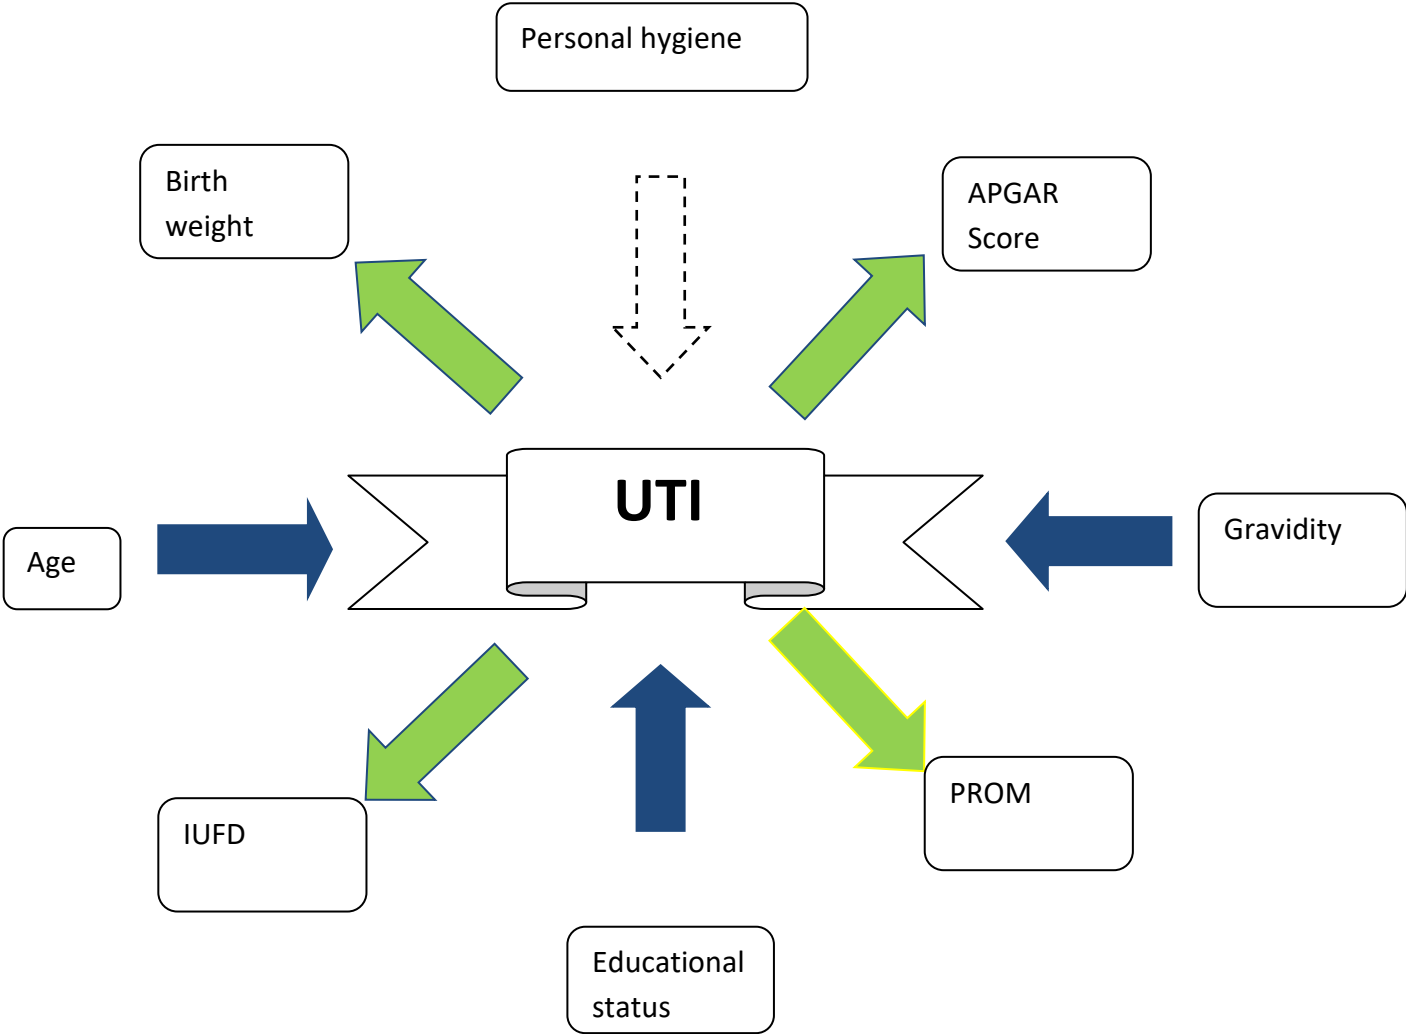 Personal hygiene
Birth
weight
APGAR
Score
UTI
Age
Gravidity
IUFD
PROM
Educational
status